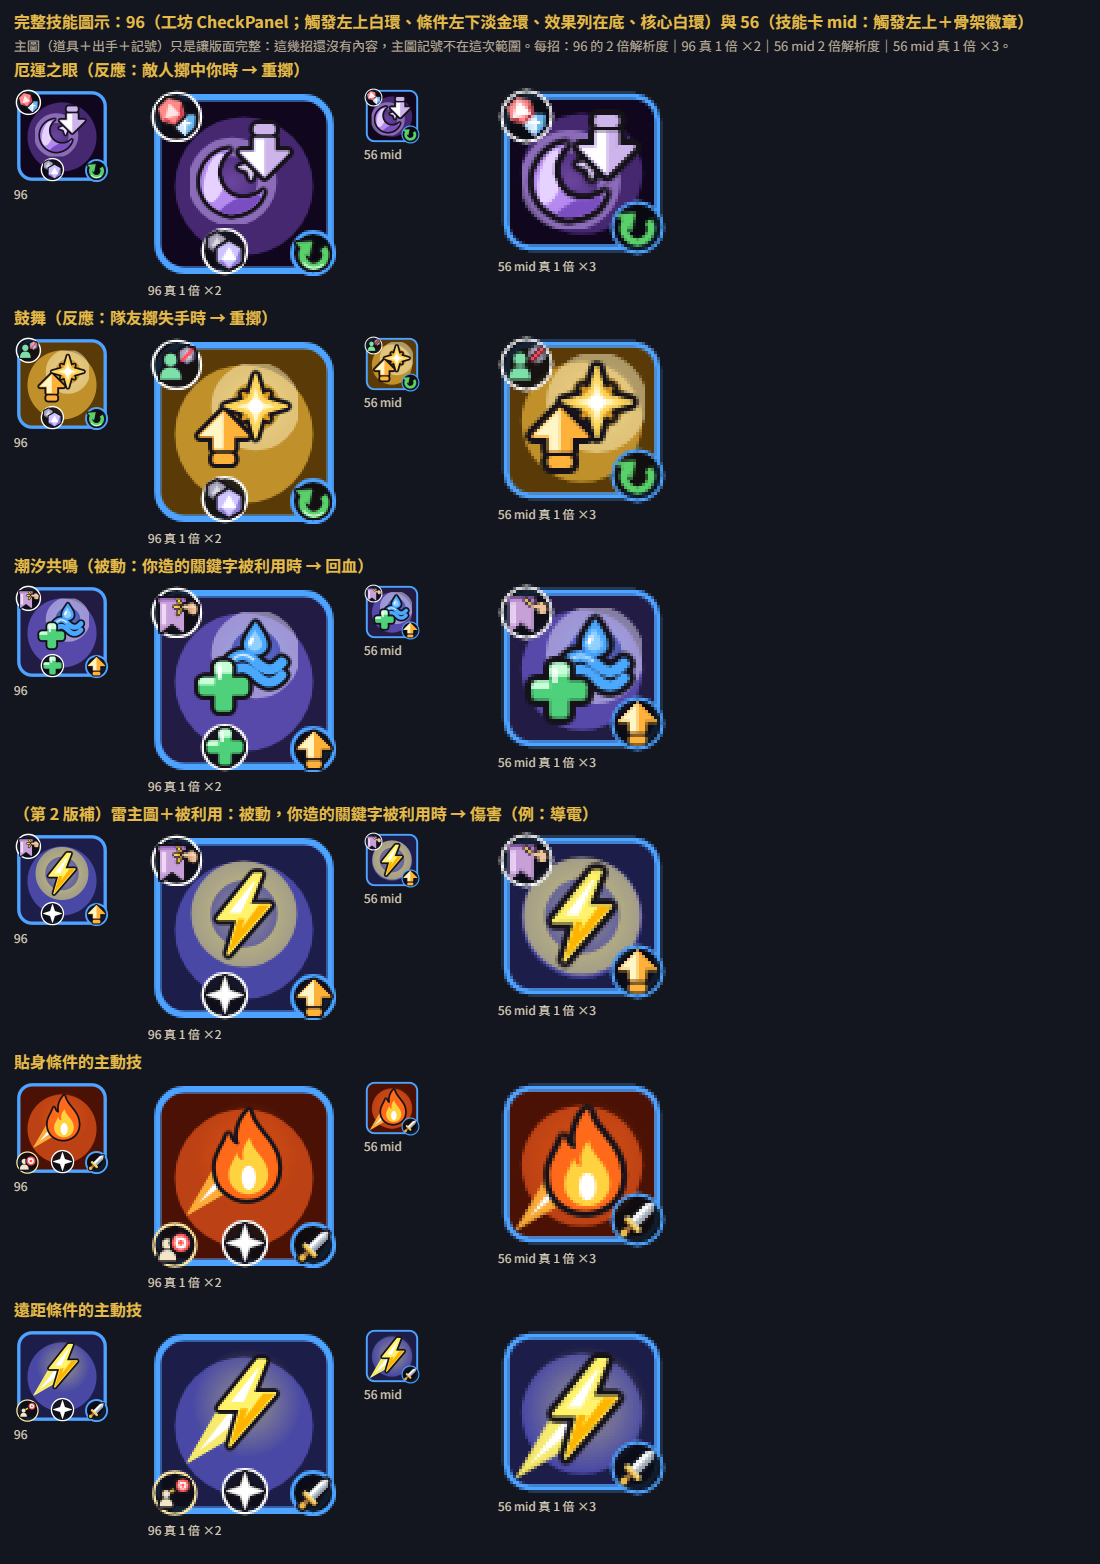 完整技能圖示：96（工坊 CheckPanel；觸發左上白環、條件左下淡金環、效果列在底、核心白環）與 56（技能卡 mid：觸發左上＋骨架徽章）
主圖（道具＋出手＋記號）只是讓版面完整：這幾招還沒有內容，主圖記號不在這次範圍。每招：96 的 2 倍解析度｜96 真 1 倍 ×2｜56 mid 2 倍解析度｜56 mid 真 1 倍 ×3。
厄運之眼（反應：敵人擲中你時 → 重擲）
96
96 真 1 倍 ×2
56 mid
56 mid 真 1 倍 ×3
鼓舞（反應：隊友擲失手時 → 重擲）
96
96 真 1 倍 ×2
56 mid
56 mid 真 1 倍 ×3
潮汐共鳴（被動：你造的關鍵字被利用時 → 回血）
96
96 真 1 倍 ×2
56 mid
56 mid 真 1 倍 ×3
（第 2 版補）雷主圖＋被利用：被動，你造的關鍵字被利用時 → 傷害（例：導電）
96
96 真 1 倍 ×2
56 mid
56 mid 真 1 倍 ×3
貼身條件的主動技
96
96 真 1 倍 ×2
56 mid
56 mid 真 1 倍 ×3
遠距條件的主動技
96
96 真 1 倍 ×2
56 mid
56 mid 真 1 倍 ×3